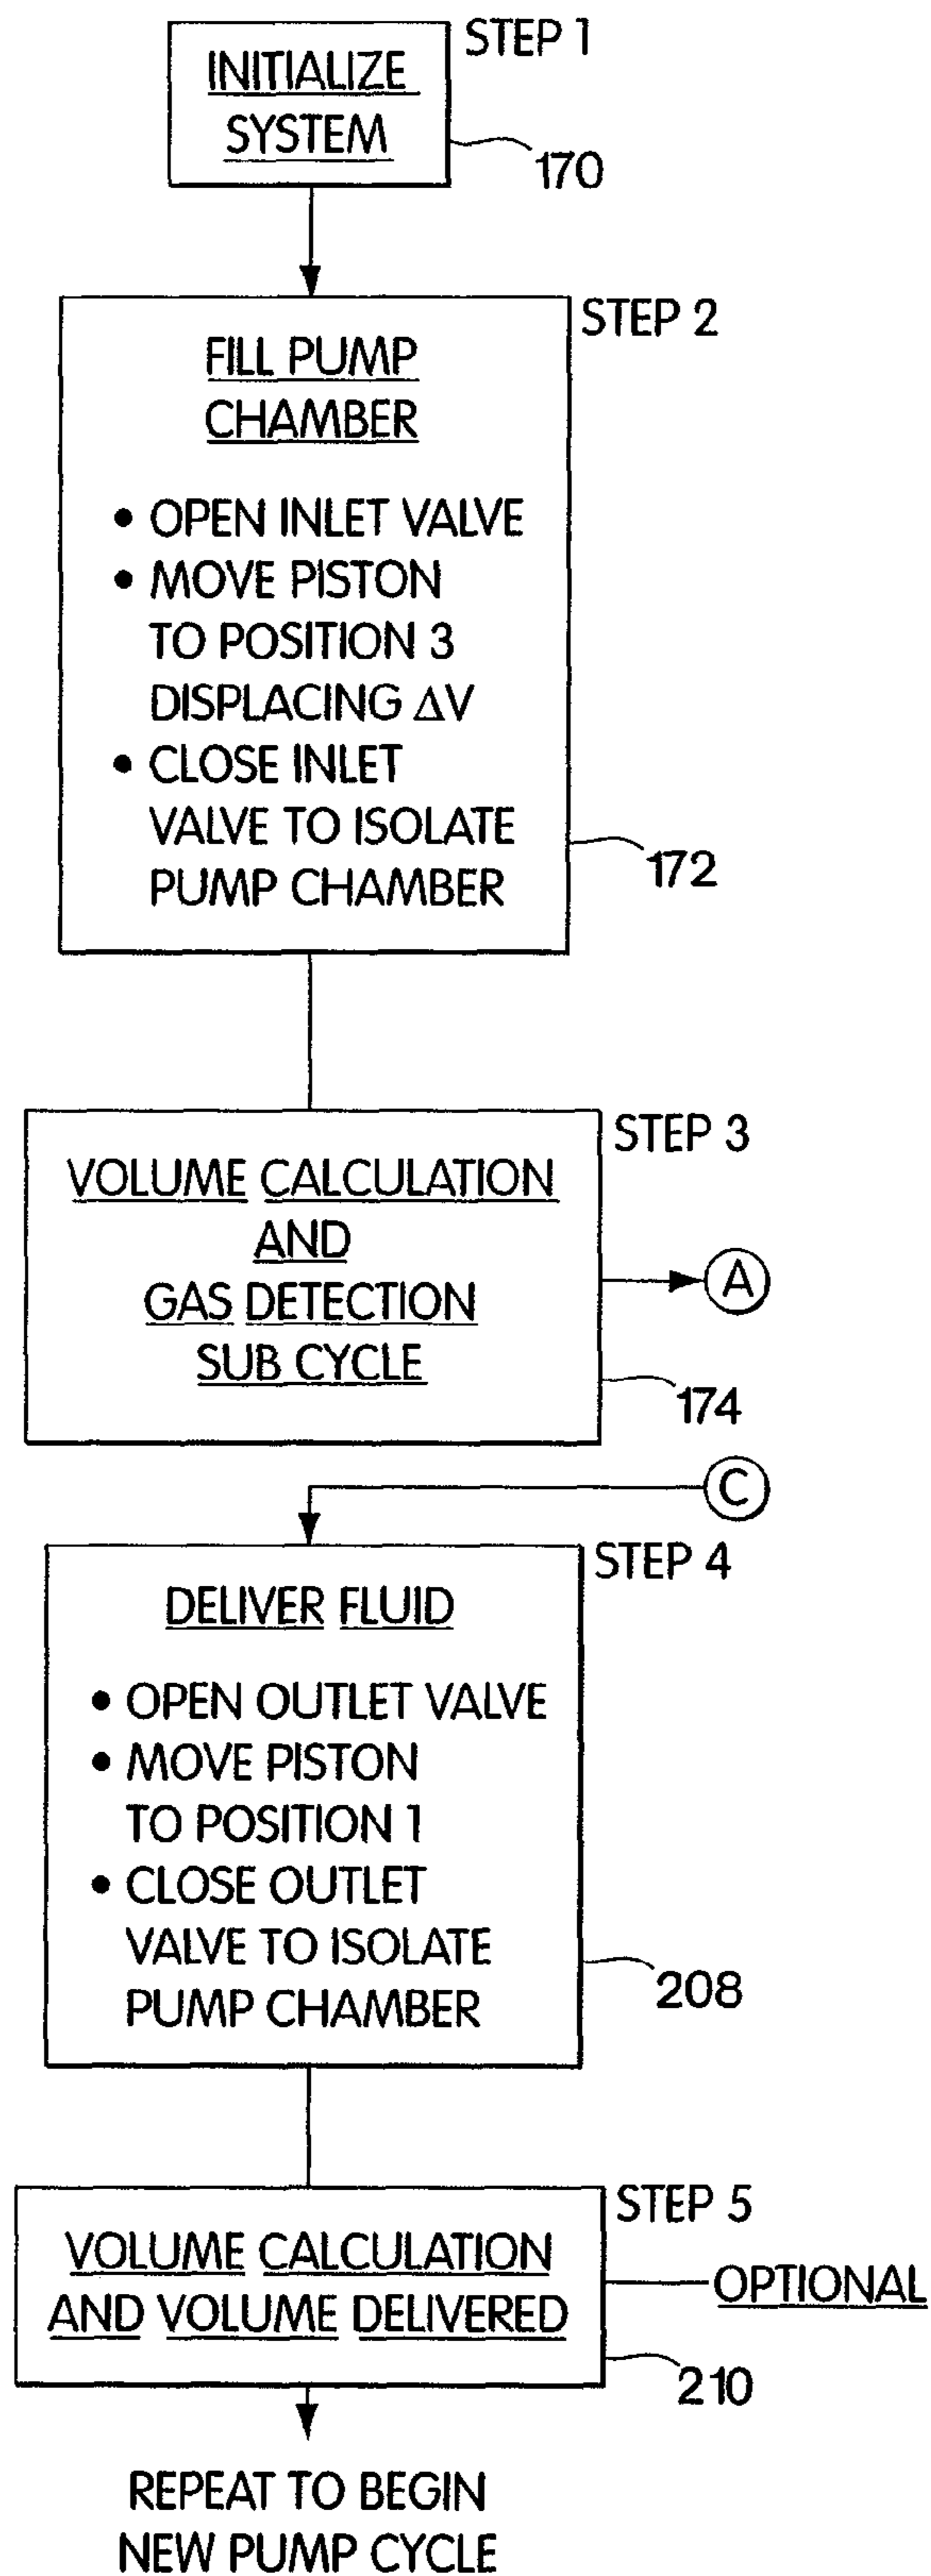 STEP 1
INITIALIZE
SYSTEM
170
STEP 2
FILL PUMP
CHAMBER
• OPEN INLET VALVE
• MOVE PISTON
TO POSITION 3
DISPLACING ΔV
• CLOSE INLET
VALVE TO ISOLATE
PUMP CHAMBER
172
STEP 3
VOLUME CALCULATION
AND
GAS DETECTION
SUB CYCLE
A
174
C
STEP 4
DELIVER FLUID
• OPEN OUTLET VALVE
• MOVE PISTON
TO POSITION 1
• CLOSE OUTLET
VALVE TO ISOLATE
PUMP CHAMBER
208
STEP 5
VOLUME CALCULATION
AND VOLUME DELIVERED
OPTIONAL
210
REPEAT TO BEGIN
NEW PUMP CYCLE